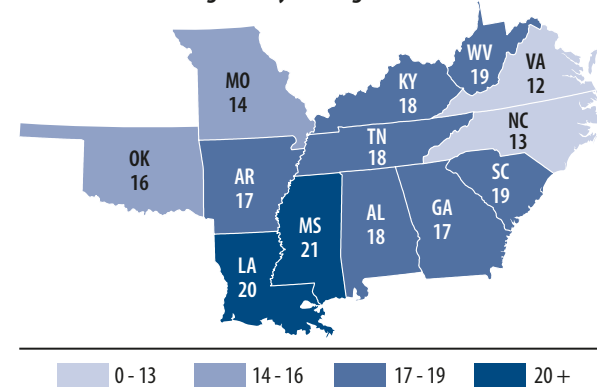 WV
19
VA
12
KY
18
MO
14
NC
13
TN
18
OK
16
AR
17
SC
19
GA
17
AL
18
MS
21
LA
20
0 - 13
14 - 16
17 - 19
20 +